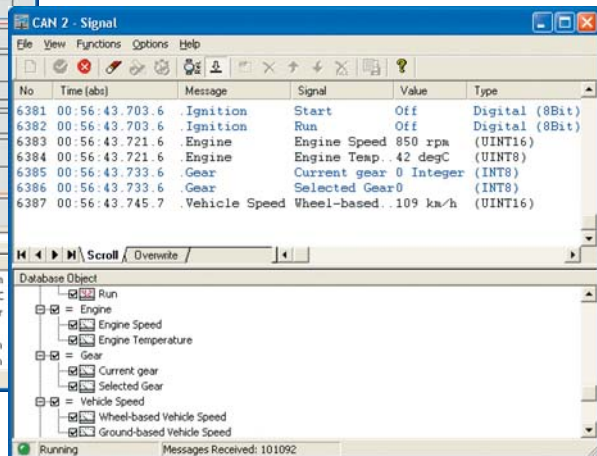 CAN 2 - Signal
File View Functions Options Help
No Time (abs) Message Signal Value Type
6381 00:56:43.703.6 .Ignition Start Off Digital (8Bit)
6382 00:56:43.703.6 .Ignition Run Off Digital (8Bit)
6383 00:56:43.721.6 .Engine Engine Speed 850 rpm (UINT16)
6384 00:56:43.721.6 .Engine Engine Temp.. 42 degC (UINT8)
6385 00:56:43.733.6 .Gear Current gear 0 Integer (INT8)
6386 00:56:43.733.6 .Gear Selected Gear 0 (INT8)
6387 00:56:43.745.7 .Vehicle Speed Wheel-based.. 109 km/h (UINT16)
Scroll Overwrite
Database Object
Run
= Engine
Engine Speed
Engine Temperature
= Gear
Current gear
Selected Gear
= Vehicle Speed
Wheel-based Vehicle Speed
Ground-based Vehicle Speed
Running Messages Received: 101092